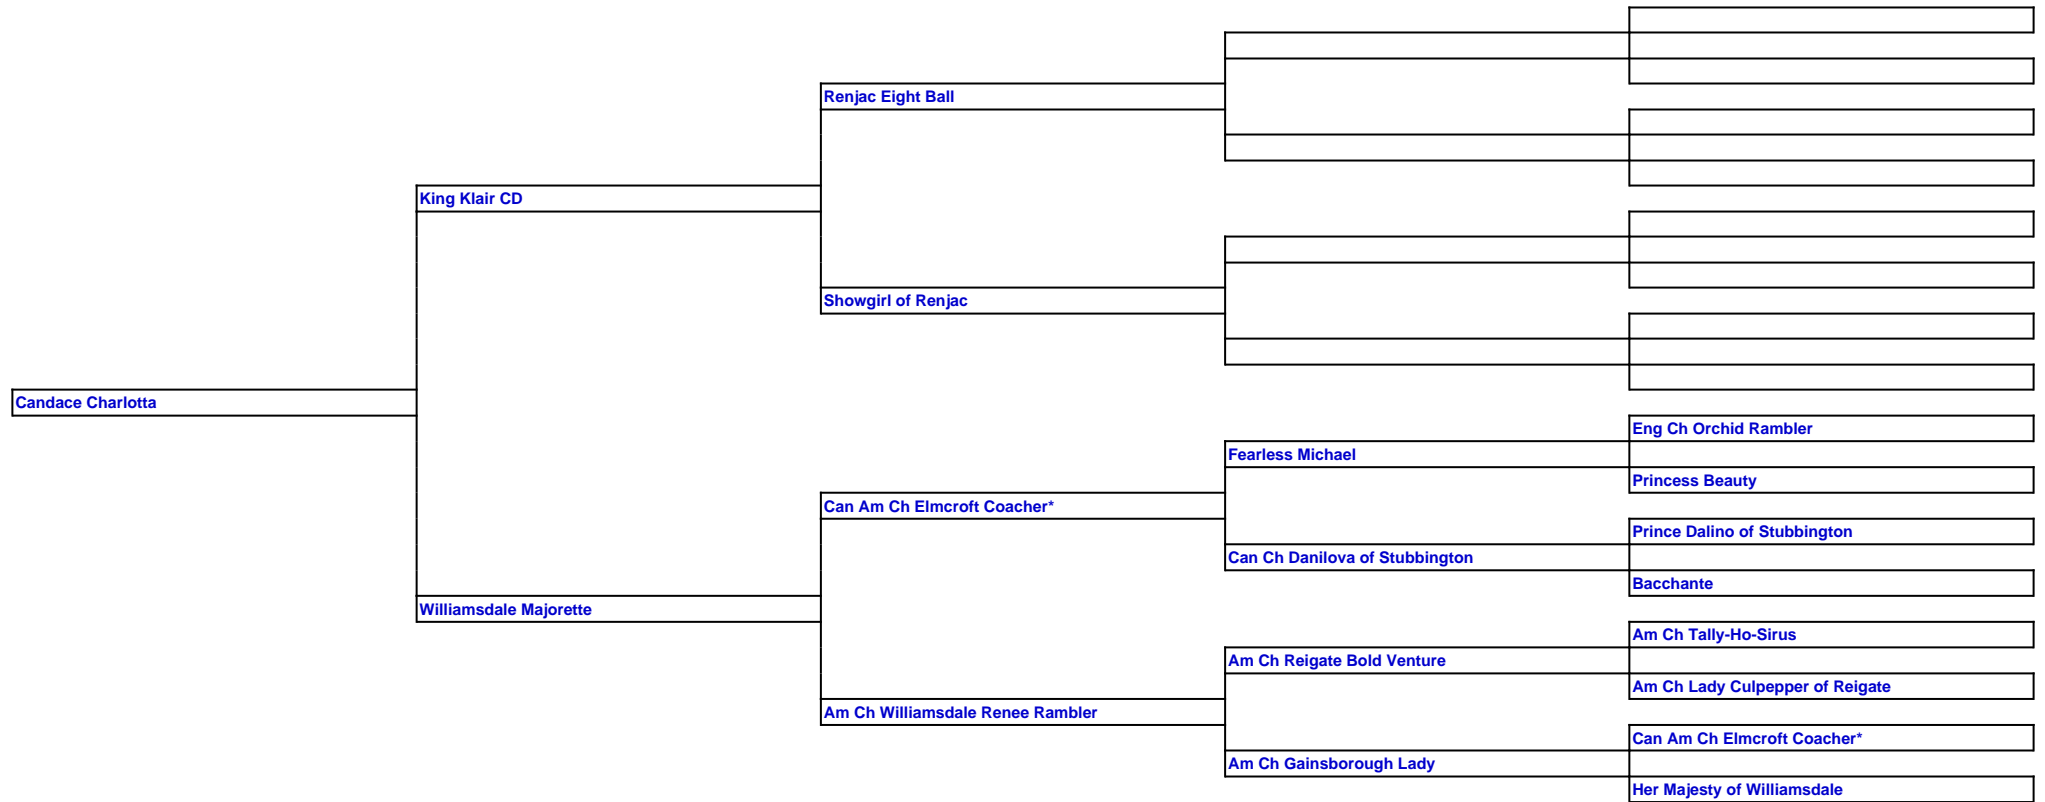 Renjac Eight Ball
King Klair CD
Showgirl of Renjac
Candace Charlotta
Eng Ch Orchid Rambler
Fearless Michael
Princess Beauty
Can Am Ch Elmcroft Coacher*
Prince Dalino of Stubbington
Can Ch Danilova of Stubbington
Bacchante
Williamsdale Majorette
Am Ch Tally-Ho-Sirus
Am Ch Reigate Bold Venture
Am Ch Lady Culpepper of Reigate
Am Ch Williamsdale Renee Rambler
Can Am Ch Elmcroft Coacher*
Am Ch Gainsborough Lady
Her Majesty of Williamsdale